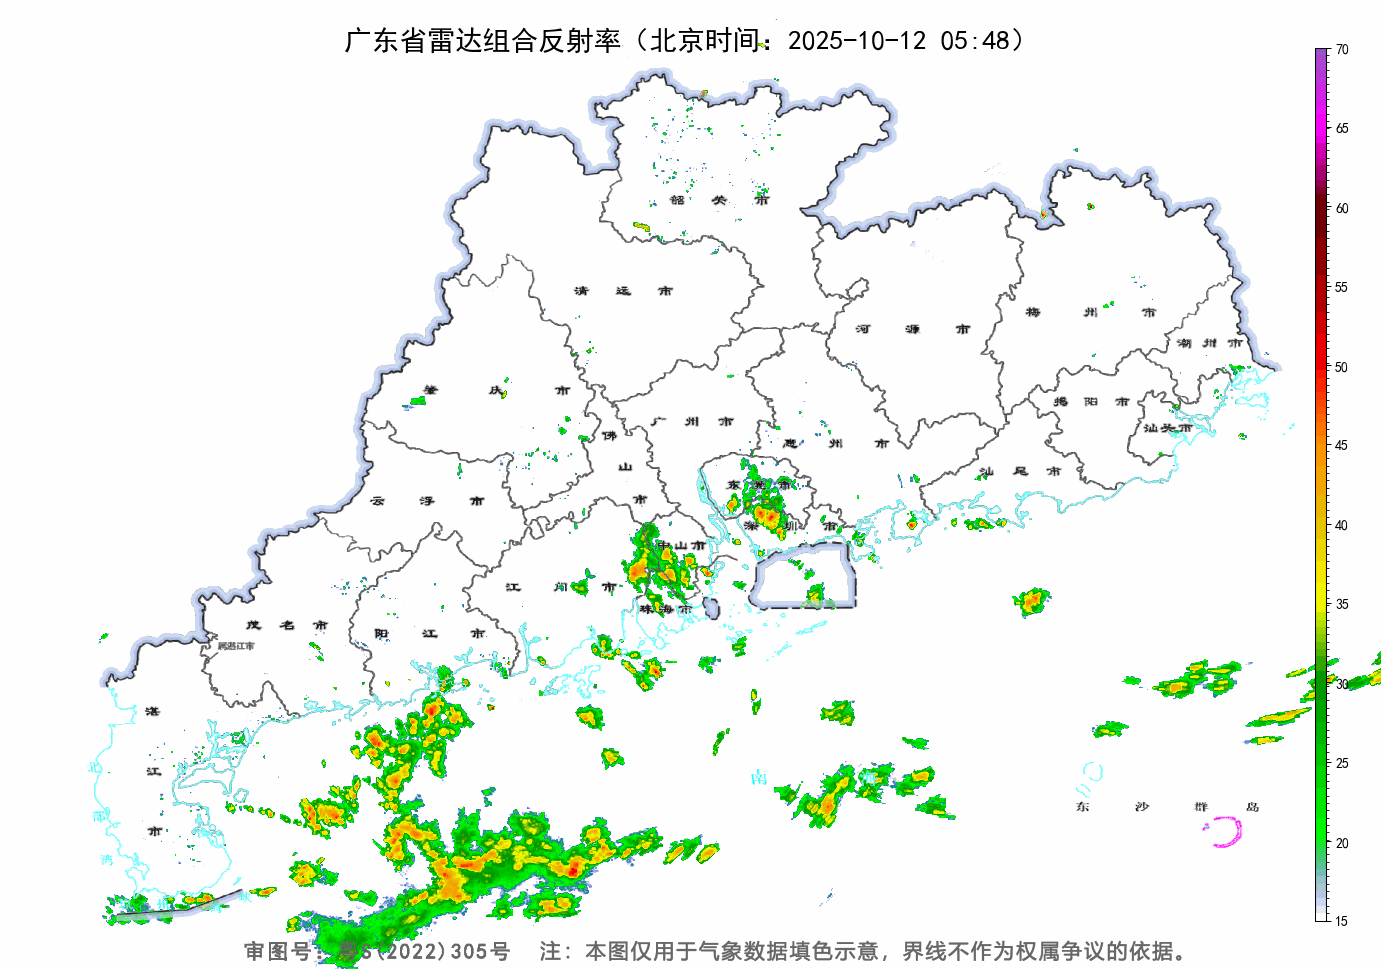 广东省雷达组合反射率（北京时间：2025-10-12 05:48）
70
65
60
55
50
45
40
35
30
25
20
15
韶关市
清远市
河源市
梅州市
潮州市
肇庆市
揭阳市
广州市
汕头市
佛山市
惠州市
汕尾市
东莞市
云浮市
深圳市
中山市
江门市
珠海市
茂名市
阳江市
属湛江市
湛江市
南海
北部湾
东沙群岛
审图号：粤S(2022)305号 注：本图仅用于气象数据填色示意，界线不作为权属争议的依据。